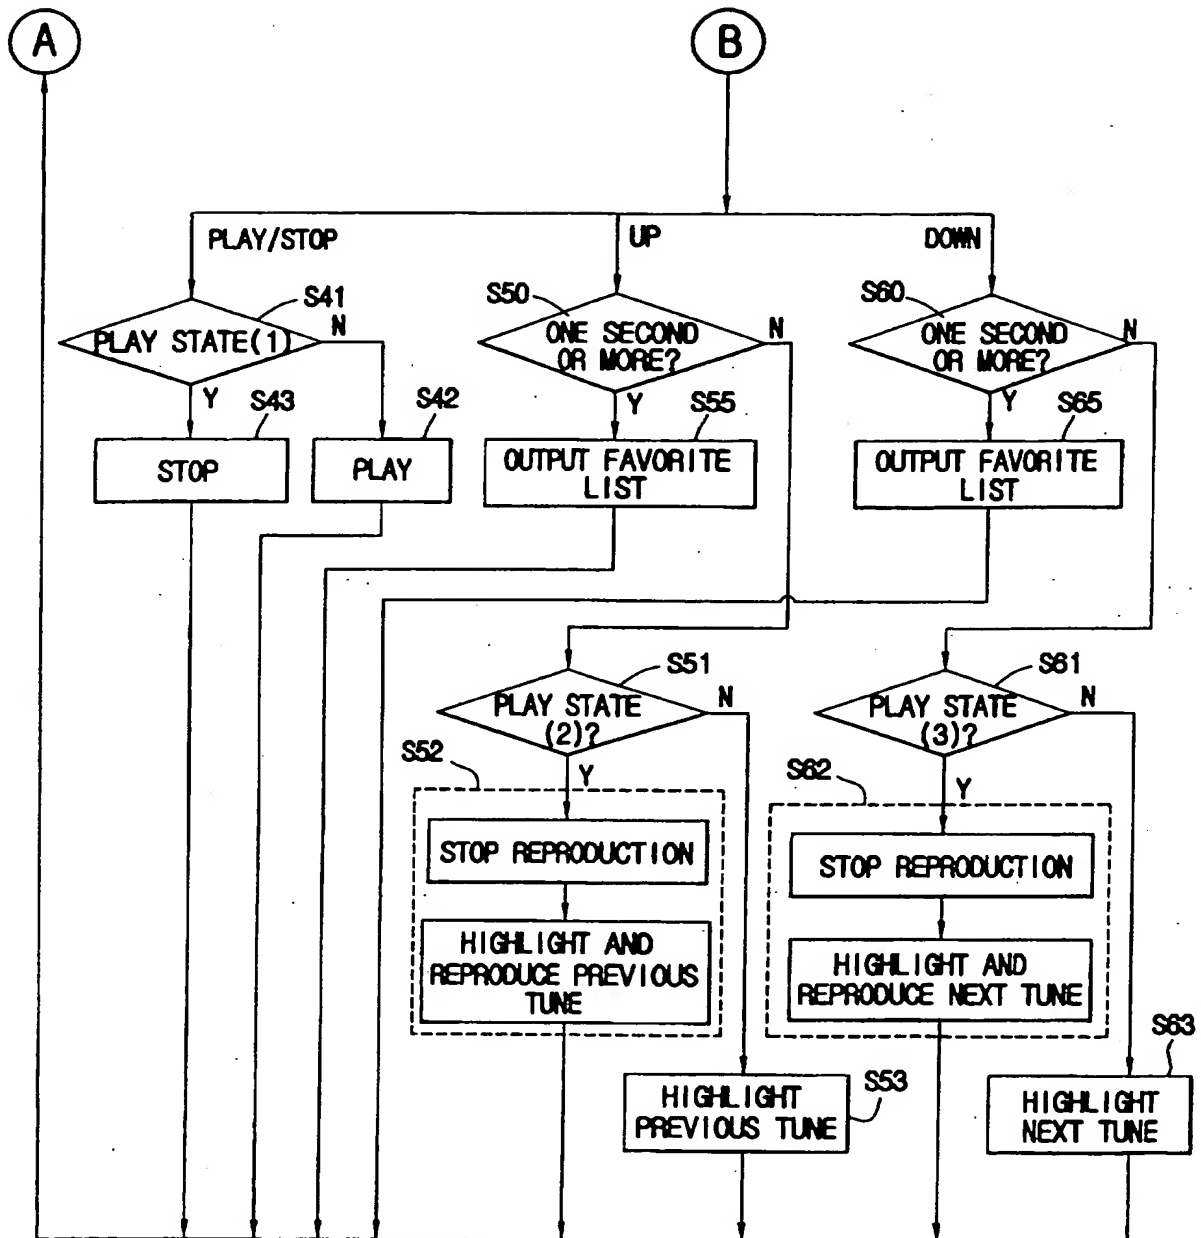 A
B
PLAY/STOP
UP
DOWN
S41
PLAY STATE(1)
N
Y
S50
ONE SECOND
OR MORE?
N
Y
S60
ONE SECOND
OR MORE?
N
Y
S43
STOP
S42
PLAY
S55
OUTPUT FAVORITE
LIST
S65
OUTPUT FAVORITE
LIST
S51
PLAY STATE
(2)?
N
Y
S61
PLAY STATE
(3)?
N
Y
S52
STOP REPRODUCTION
HIGHLIGHT AND
REPRODUCE PREVIOUS
TUNE
S62
STOP REPRODUCTION
HIGHLIGHT AND
REPRODUCE NEXT TUNE
S53
HIGHLIGHT
PREVIOUS TUNE
S63
HIGHLIGHT
NEXT TUNE